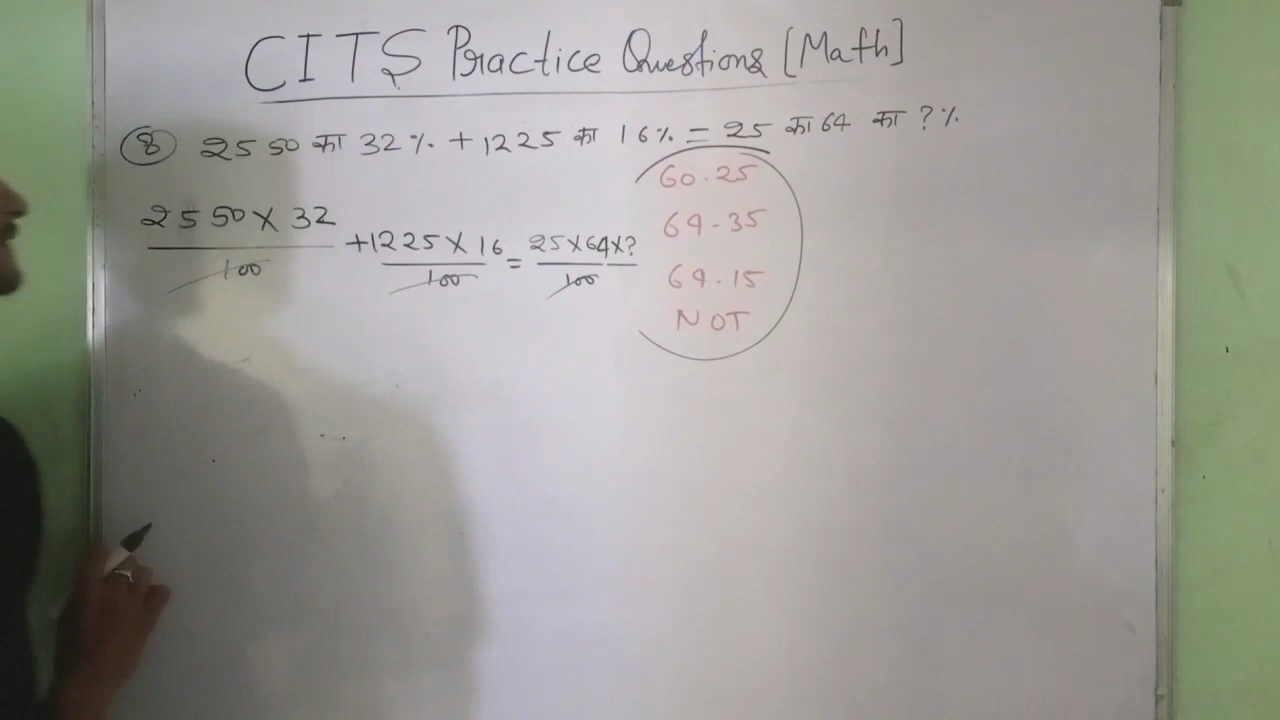 CITS Practice Questions [Math]
8 2550 का 32% + 1225 का 16% = 25 का 64 का ?%
60.25
64.35
69.15
NOT
2550 X 32 / 100 + 1225 X 16 / 100 = 25 X 64 X ? / 100